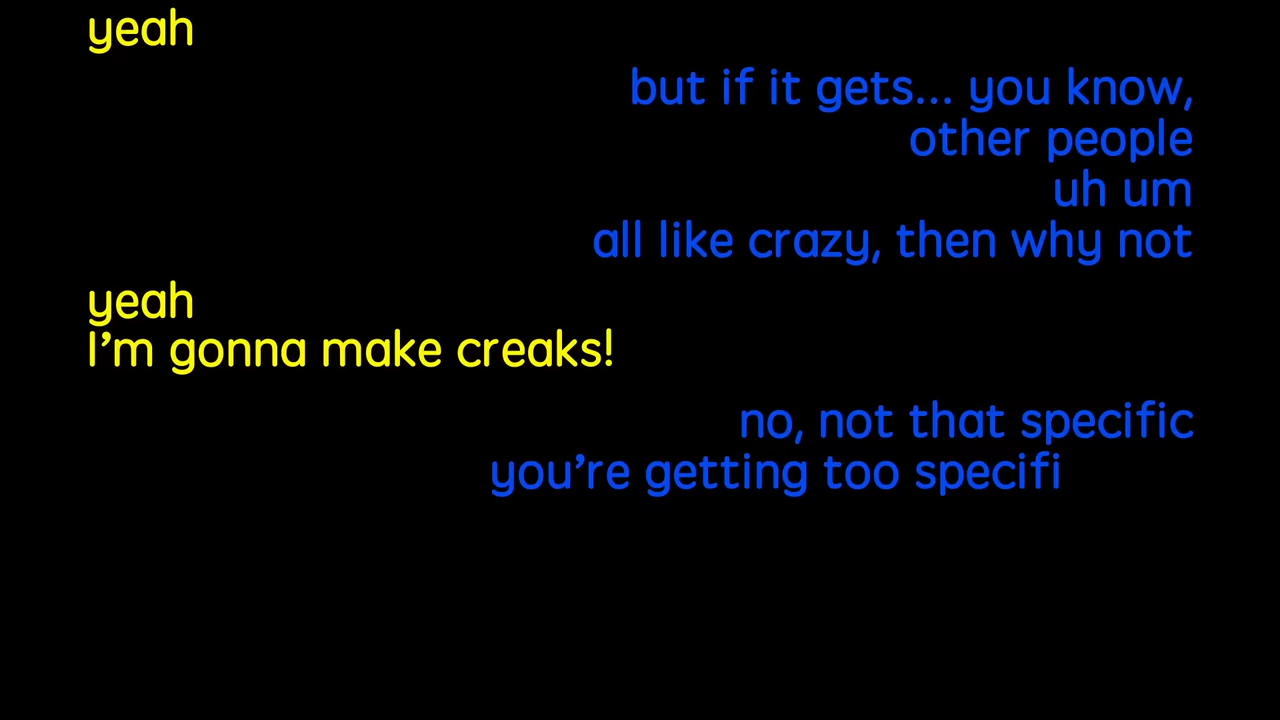 yeah
but if it gets... you know,
other people
uh um
all like crazy, then why not
yeah
I’m gonna make creaks!
no, not that specific
you’re getting too specifi